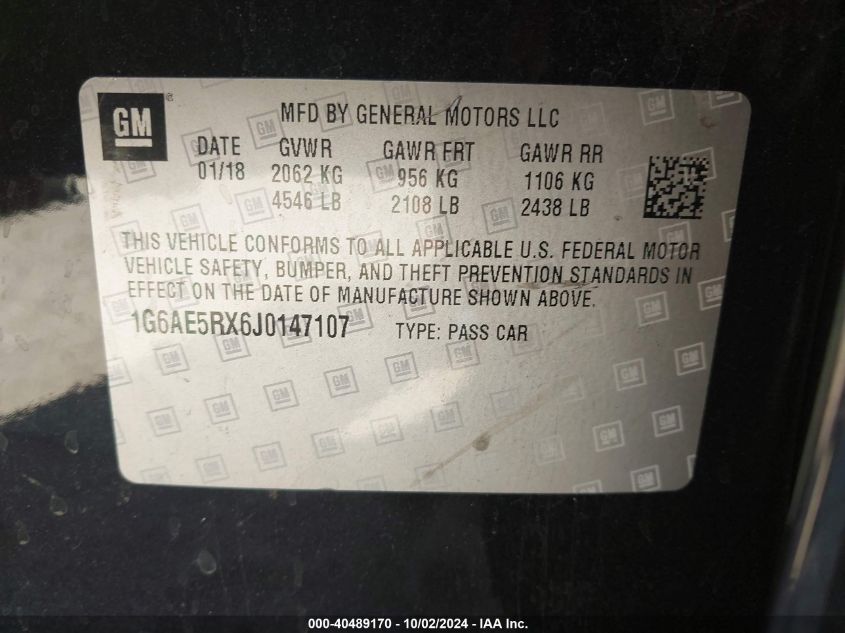 GM®
MFD BY GENERAL MOTORS LLC
DATE GVWR GAWR FRT GAWR RR
01/18 2062 KG 956 KG 1106 KG
4546 LB 2108 LB 2438 LB
THIS VEHICLE CONFORMS TO ALL APPLICABLE U.S. FEDERAL MOTOR
VEHICLE SAFETY, BUMPER, AND THEFT PREVENTION STANDARDS IN
EFFECT ON THE DATE OF MANUFACTURE SHOWN ABOVE.
1G6AE5RX6J0147107 TYPE: PASS CAR
000-40489170 - 10/02/2024 - IAA Inc.